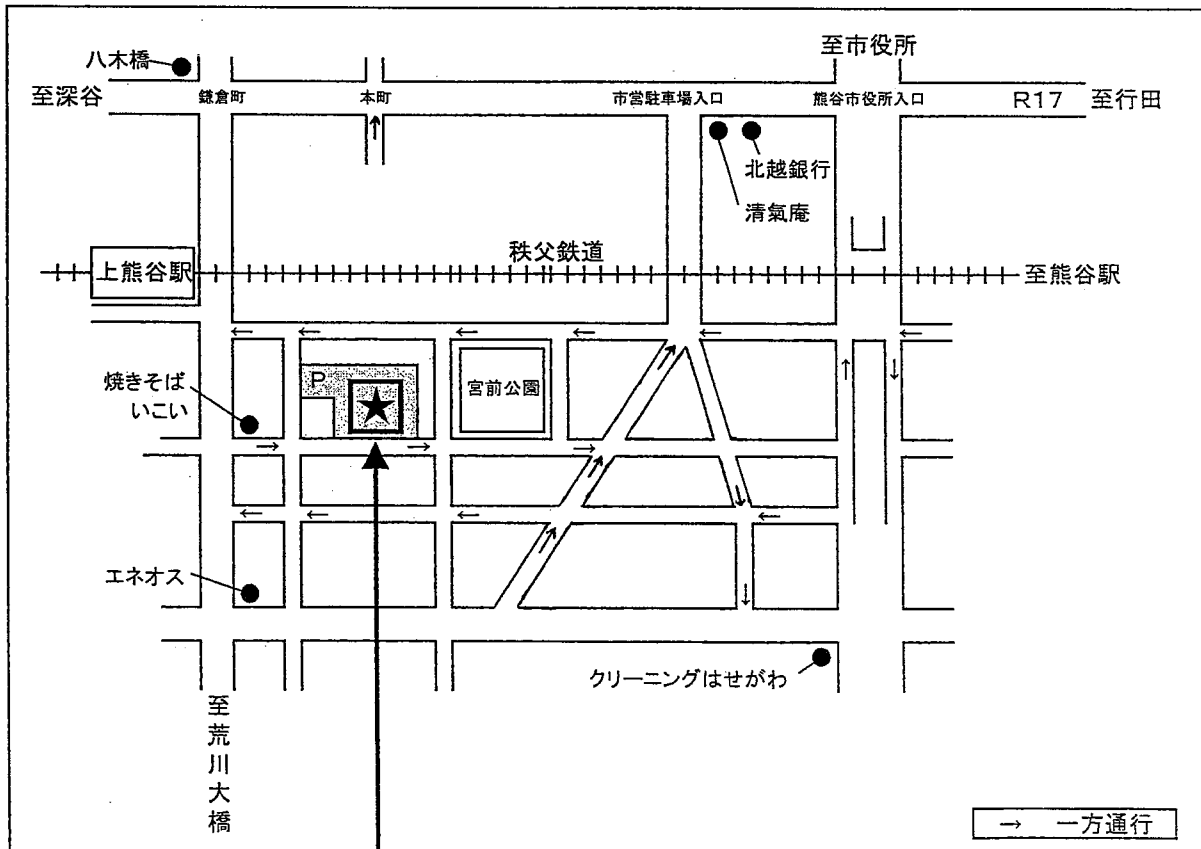 至市役所
八木橋
至深谷
鎌倉町
本町
市営駐車場入口
熊谷市役所入口
R17
至行田
北越銀行
清氣庵
秩父鉄道
上熊谷駅
至熊谷駅
P
焼きそば
いこい
宮前公園
エネオス
クリーニングはせがわ
至荒川大橋
→ 一方通行